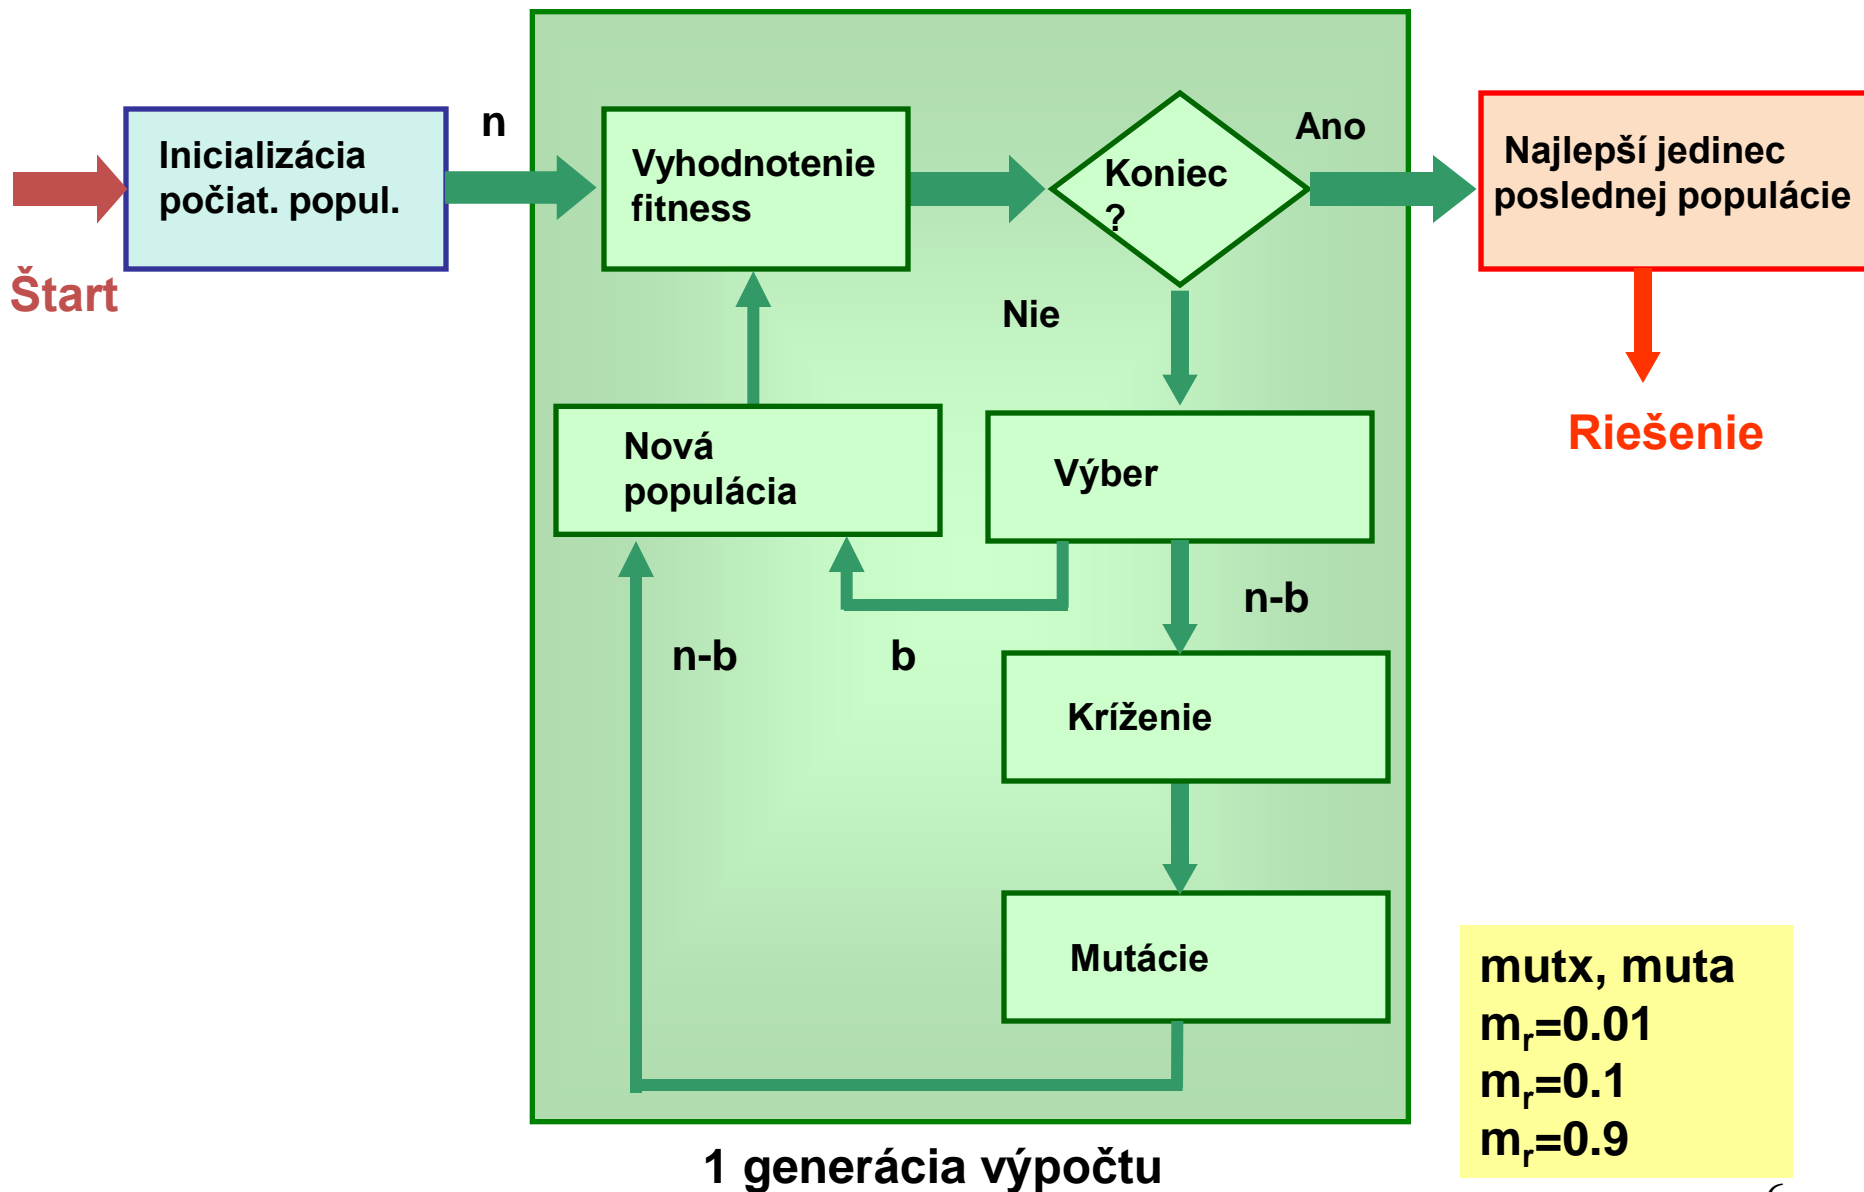 Štart
Inicializácia
počiat. popul.
n
Vyhodnotenie
fitness
Koniec
?
Ano
Najlepší jedinec
poslednej populácie
Riešenie
Nie
Nová
populácia
Výber
n-b
b
n-b
Kríženie
Mutácie
1 generácia výpočtu
mutx, muta
mr=0.01
mr=0.1
mr=0.9